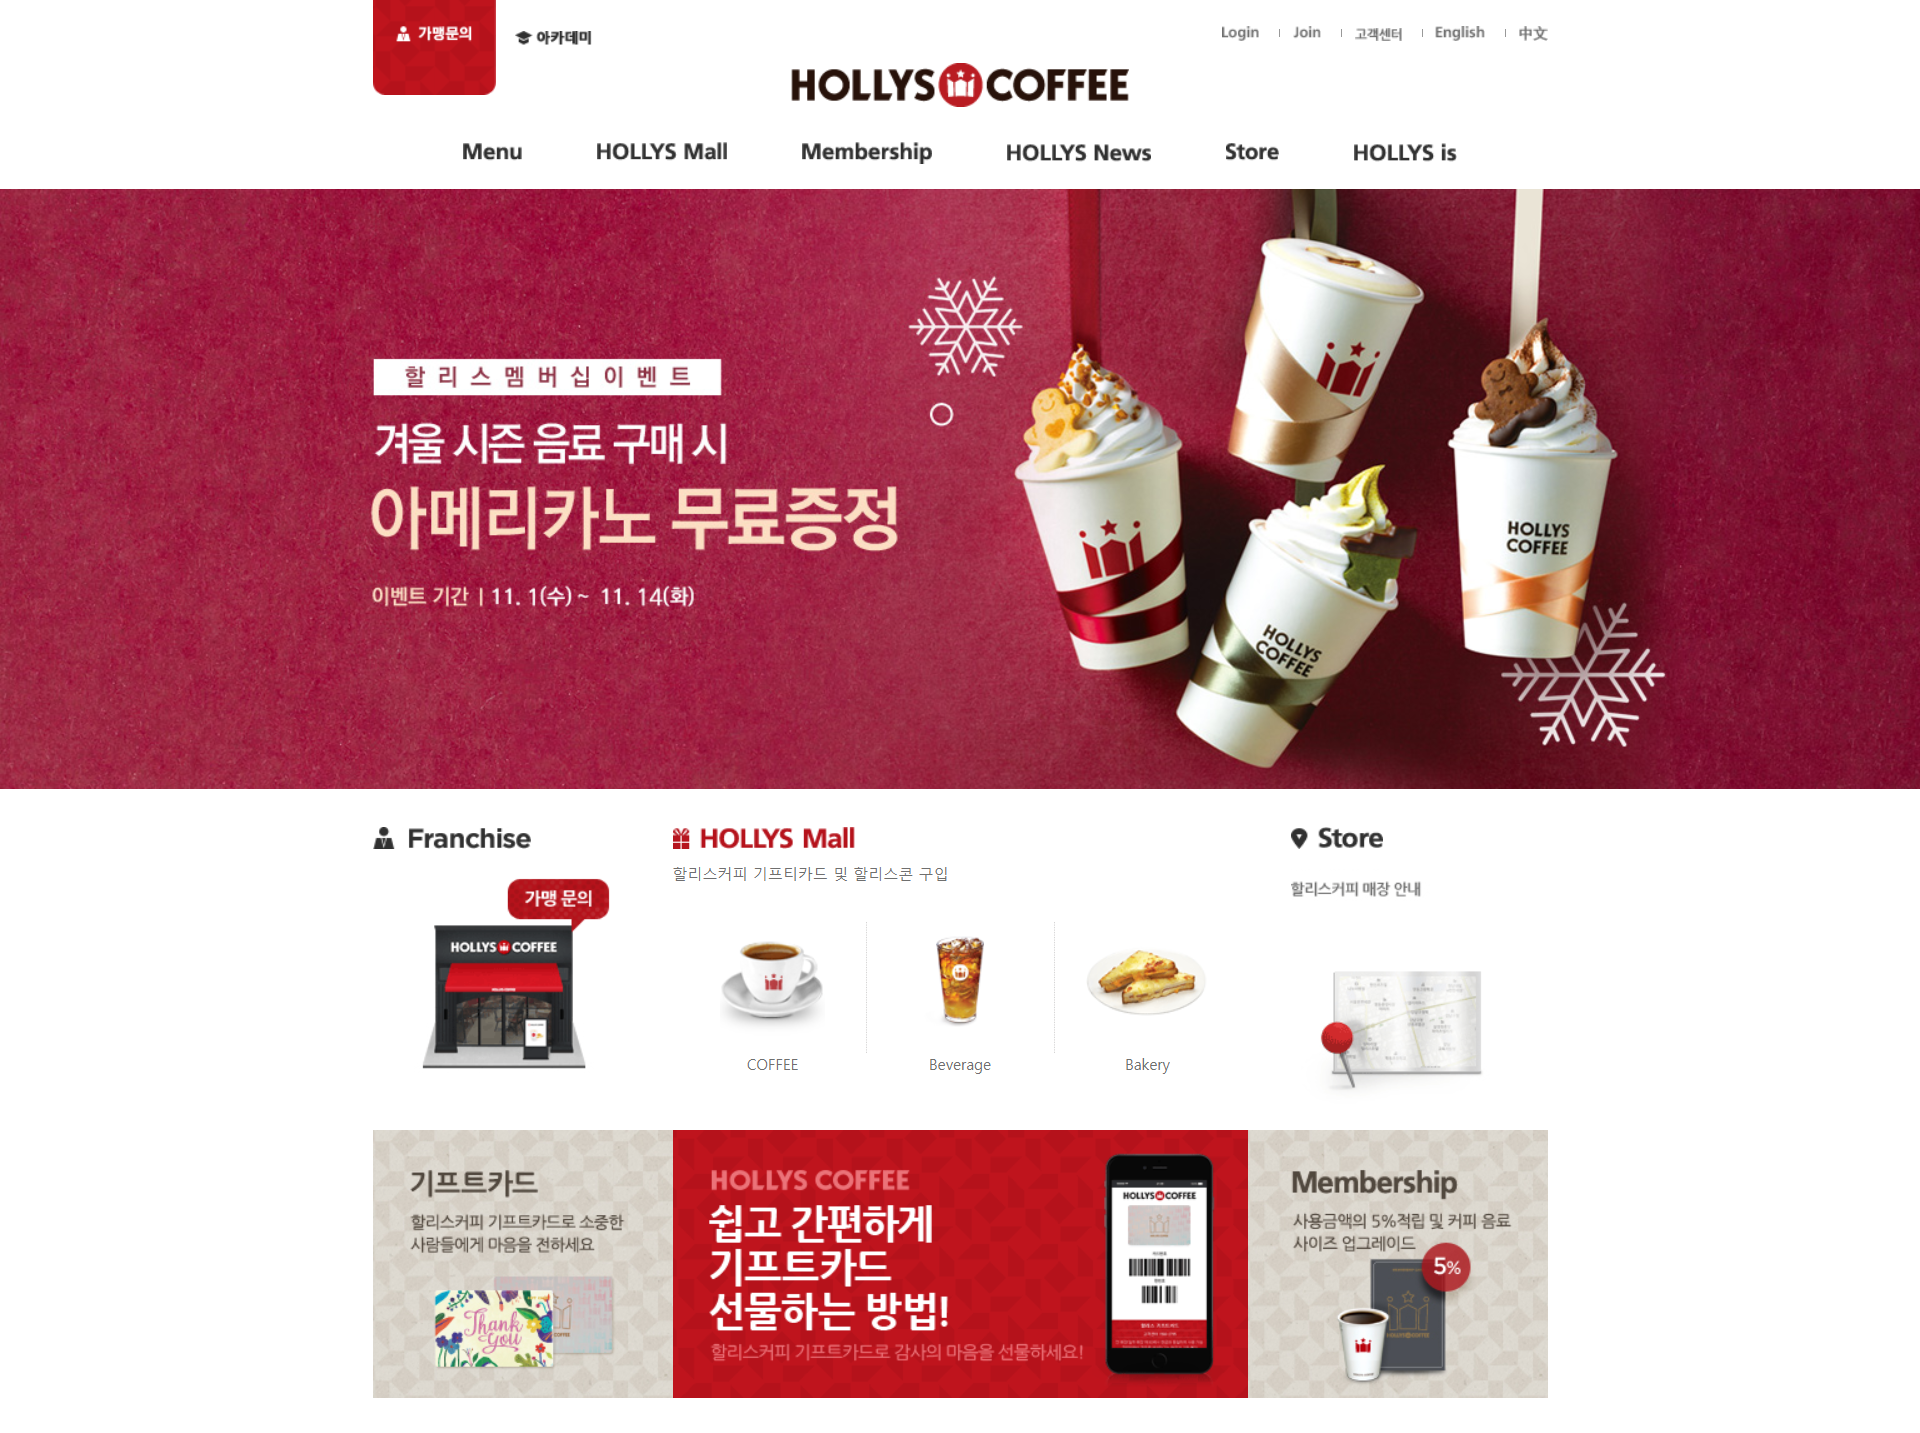 가맹문의
아카데미
Login
Join
고객센터
English
中文
HOLLYS COFFEE
Menu
HOLLYS Mall
Membership
HOLLYS News
Store
HOLLYS is
할리스멤버십이벤트
겨울 시즌 음료 구매 시
아메리카노 무료증정
이벤트 기간 | 11. 1(수) ~ 11. 14(화)
HOLLYS
COFFEE
HOLLYS
COFFEE
Franchise
가맹 문의
HOLLYS COFFEE
HOLLYS Mall
할리스커피 기프티카드 및 할리스콘 구입
COFFEE
Beverage
Bakery
Store
할리스커피 매장 안내
기프트카드
할리스커피 기프트카드로 소중한
사람들에게 마음을 전하세요
Thank
You
HOLLYS COFFEE
쉽고 간편하게
기프트카드
선물하는 방법!
할리스커피 기프트카드로 감사의 마음을 선물하세요!
HOLLYS COFFEE
Membership
사용금액의 5%적립 및 커피 음료
사이즈 업그레이드
5%